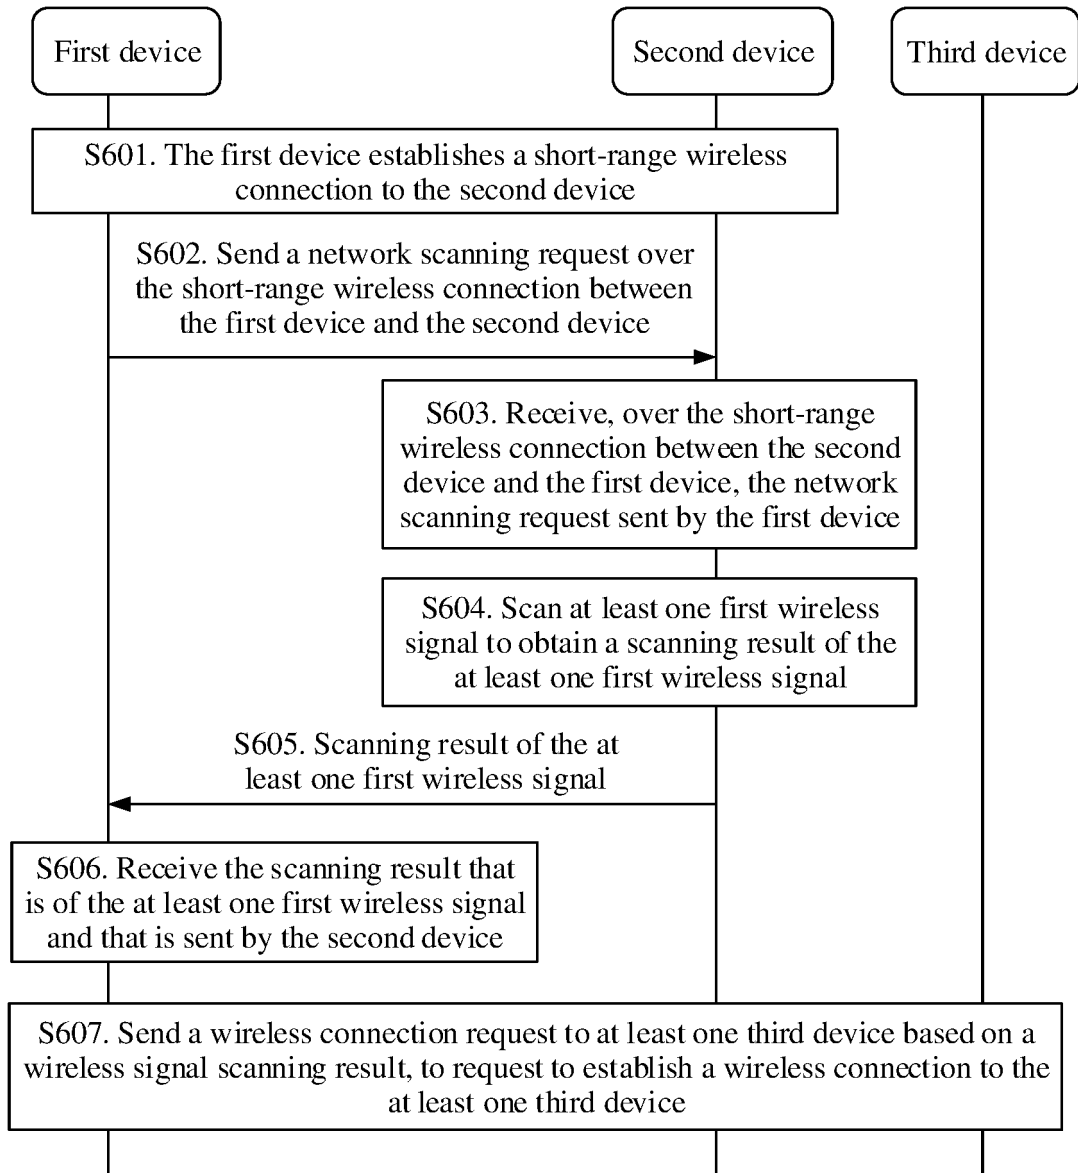 First device
Second device
Third device
S601. The first device establishes a short-range wireless
connection to the second device
S602. Send a network scanning request over
the short-range wireless connection between
the first device and the second device
S603. Receive, over the short-range
wireless connection between the second
device and the first device, the network
scanning request sent by the first device
S604. Scan at least one first wireless
signal to obtain a scanning result of the
at least one first wireless signal
S605. Scanning result of the at
least one first wireless signal
S606. Receive the scanning result that
is of the at least one first wireless signal
and that is sent by the second device
S607. Send a wireless connection request to at least one third device based on a
wireless signal scanning result, to request to establish a wireless connection to the
at least one third device